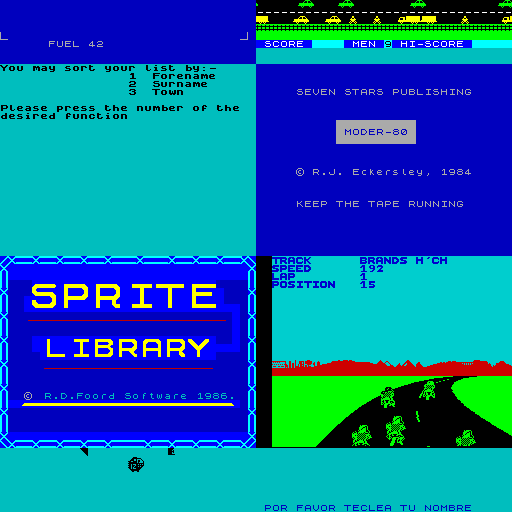 FUEL 42
SCORE MEN 9 HI-SCORE
You may sort your list by:-
1 Forename
2 Surname
3 Town
Please press the number of the
desired function
SEVEN STARS PUBLISHING
MODER-80
© R.J. Eckersley, 1984
KEEP THE TAPE RUNNING
SPRITE
LIBRARY
© R.D.Foord Software 1986.
TRACK BRANDS H'CH
SPEED 192
LAP 1
POSITION 15
POR FAVOR TECLEA TU NOMBRE